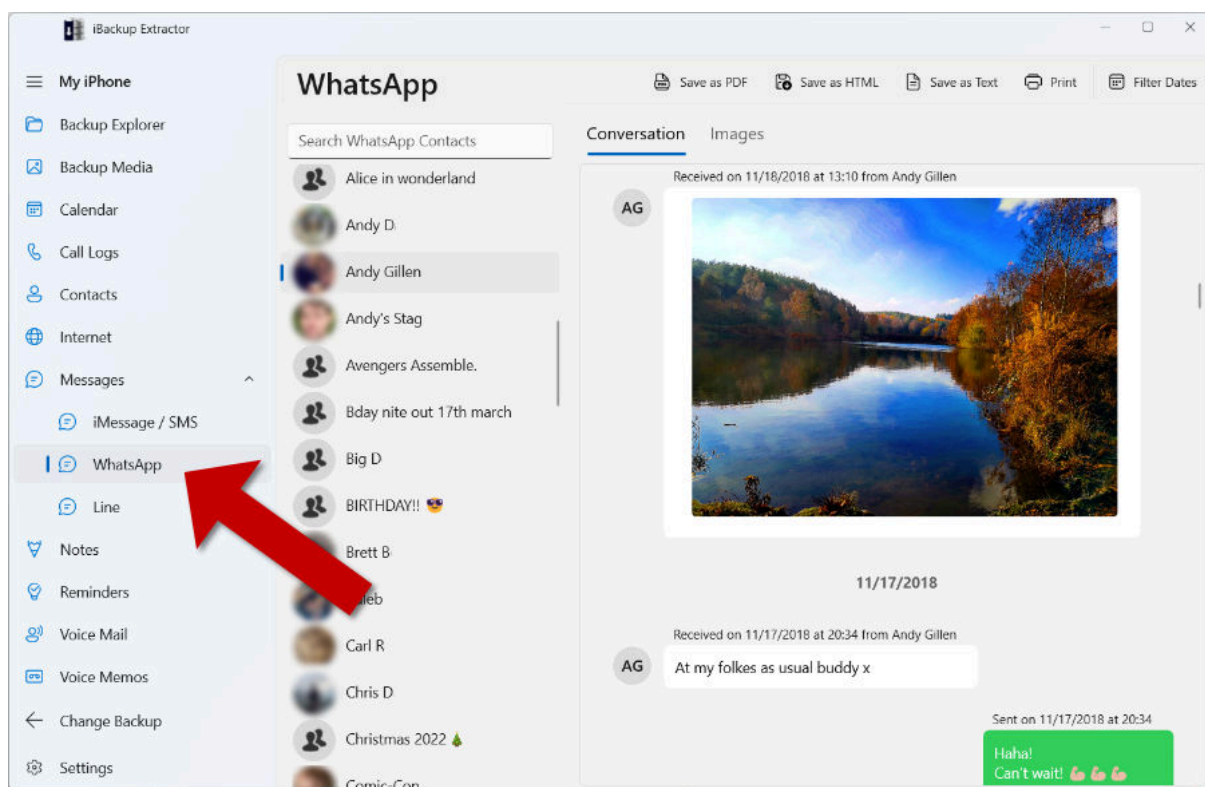 iBackup Extractor
My iPhone
Backup Explorer
Backup Media
Calendar
Call Logs
Contacts
Internet
Messages
iMessage / SMS
WhatsApp
Line
Notes
Reminders
Voice Mail
Voice Memos
Change Backup
Settings
WhatsApp
Search WhatsApp Contacts
Alice in wonderland
Andy D
Andy Gillen
Andy's Stag
Avengers Assemble.
Bday nite out 17th march
Big D
BIRTHDAY!! 😎
Brett B
Carl R
Chris D
Christmas 2022 🎄
Comic-Con
Save as PDF
Save as HTML
Save as Text
Print
Filter Dates
Conversation Images
Received on 11/18/2018 at 13:10 from Andy Gillen
AG
11/17/2018
Received on 11/17/2018 at 20:34 from Andy Gillen
AG
At my folkes as usual buddy x
Sent on 11/17/2018 at 20:34
Haha!
Can't wait! 💪🏼💪🏼💪🏼